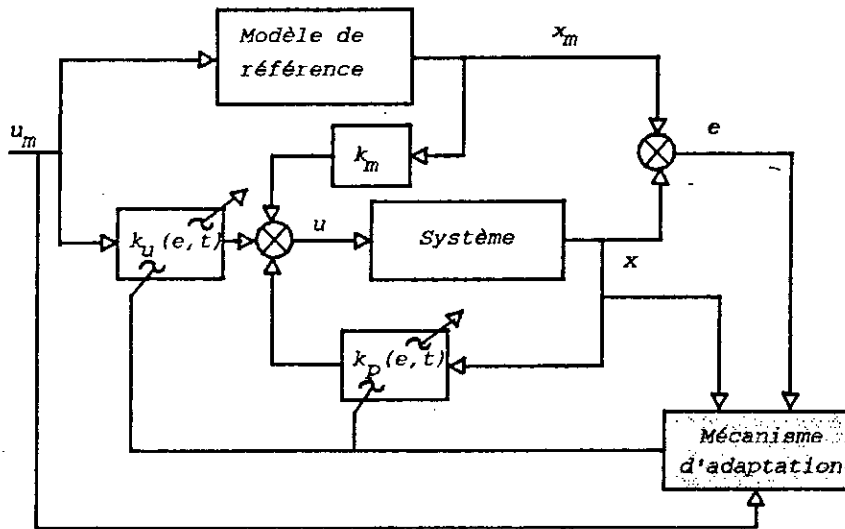 Modèle de
référence
x_m
u_m
k_m
e
k_u(e,t)
u
Système
x
k_p(e,t)
Mécanisme
d'adaptation